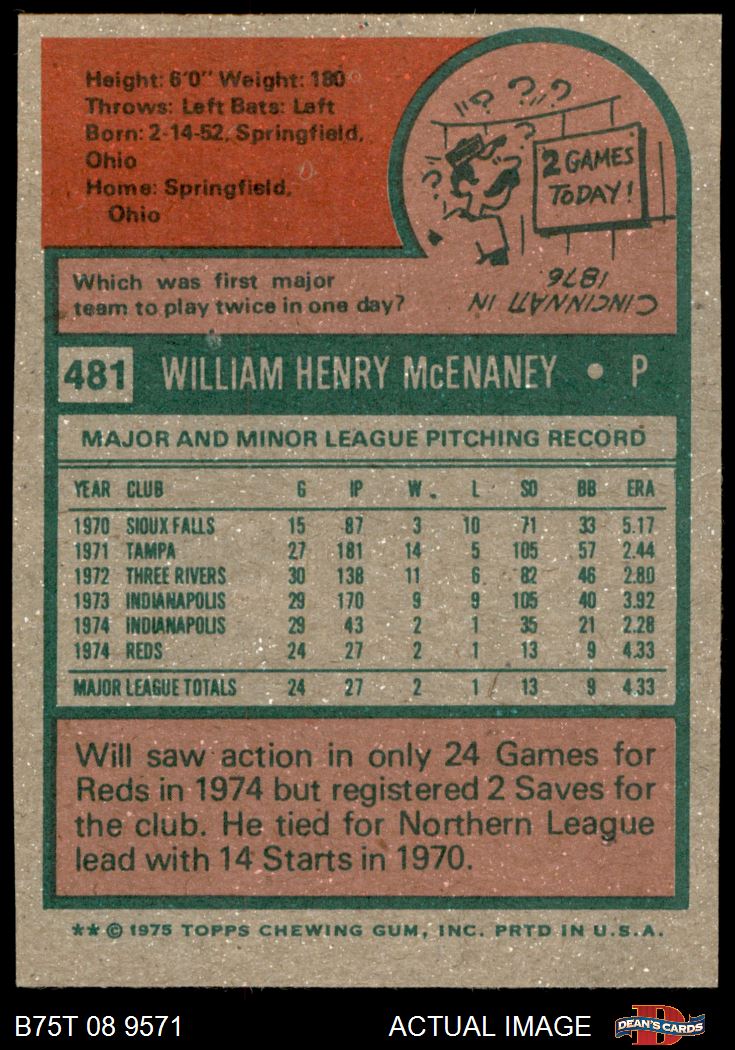 Height: 6'0" Weight: 180
Throws: Left Bats: Left
Born: 2-14-52, Springfield,
Ohio
Home: Springfield,
Ohio
? ? ? ?
? ?
2 GAMES
TODAY!
Which was first major
team to play twice in one day?
CINCINNATI IN
1876
481 WILLIAM HENRY McENANEY • P
MAJOR AND MINOR LEAGUE PITCHING RECORD
YEAR CLUB G IP W. L SO BB ERA
1970 SIOUX FALLS 15 87 3 10 71 33 5.17
1971 TAMPA 27 181 14 5 105 57 2.44
1972 THREE RIVERS 30 138 11 6 82 46 2.80
1973 INDIANAPOLIS 29 170 9 9 105 40 3.92
1974 INDIANAPOLIS 29 43 2 1 35 21 2.28
1974 REDS 24 27 2 1 13 9 4.33
MAJOR LEAGUE TOTALS 24 27 2 1 13 9 4.33
Will saw action in only 24 Games for
Reds in 1974 but registered 2 Saves for
the club. He tied for Northern League
lead with 14 Starts in 1970.
** © 1975 TOPPS CHEWING GUM, INC. PRTD IN U.S.A.
B75T 08 9571 ACTUAL IMAGE D DEAN'S CARDS